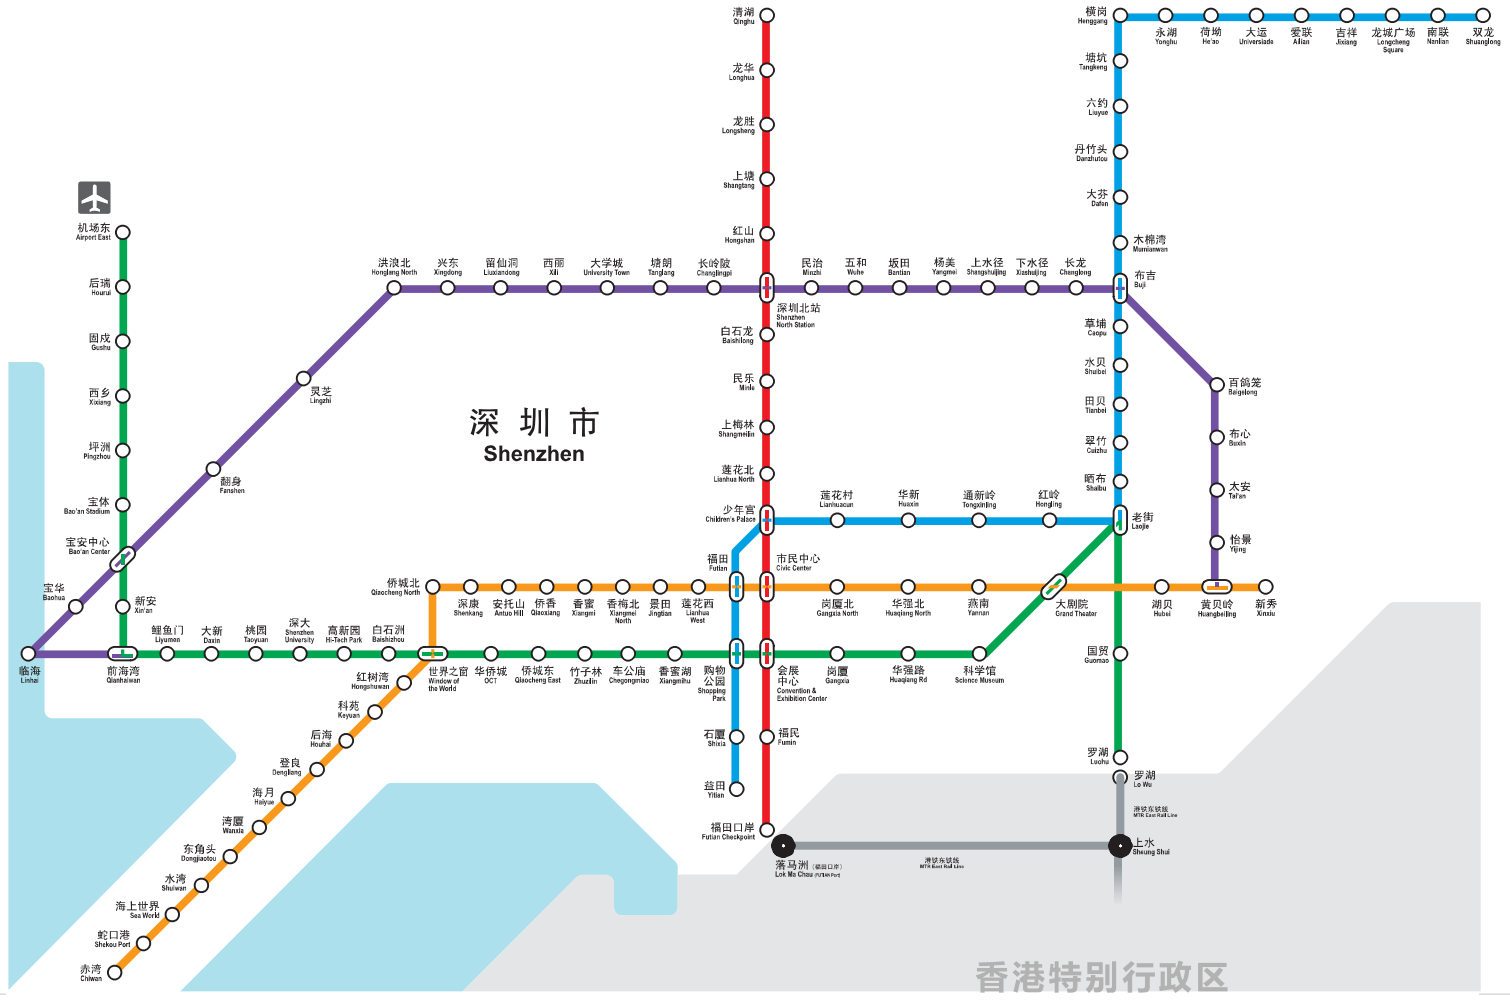 清湖
Qinghu
龙华
Longhua
龙胜
Longsheng
上塘
Shangtang
红山
Hongshan
横岗
Henggang
永湖
Yonghu
荷坳
He'ao
大运
Universiade
爱联
Ailian
吉祥
Jixiang
龙城广场
Longcheng
Square
南联
Nanlian
双龙
Shuanglong
塘坑
Tangkeng
六约
Liuyue
丹竹头
Danzhutou
大芬
Dafen
木棉湾
Mumianwan
布吉
Buji
机场东
Airport East
后瑞
Hourui
固戍
Gushu
西乡
Xixiang
坪洲
Pingzhou
宝体
Bao'an Stadium
宝安中心
Bao'an Center
宝华
Baohua
新安
Xin'an
临海
Linhai
前海湾
Qianhaiwan
洪浪北
Honglang North
兴东
Xingdong
留仙洞
Liuxiandong
西丽
Xili
大学城
University Town
塘朗
Tanglang
长岭陂
Changlingpi
民治
Minzhi
五和
Wuhe
坂田
Bantian
杨美
Yangmei
上水径
Shangshuijing
下水径
Xiashuijing
长龙
Changlong
深圳北站
Shenzhen
North Station
灵芝
Lingzhi
翻身
Fanshen
深圳市
Shenzhen
白石龙
Baishilong
民乐
Minle
上梅林
Shangmeilin
莲花北
Lianhua North
少年宫
Children's Palace
莲花村
Lianhuacun
华新
Huaxin
通新岭
Tongxinling
红岭
Hongling
草埔
Caopu
水贝
Shuibei
田贝
Tianbei
翠竹
Cuizhu
晒布
Shaibu
老街
Laojie
百鸽笼
Baigelong
布心
Buxin
太安
Tai'an
怡景
Yijing
侨城北
Qiaocheng North
深康
Shenkang
安托山
Antuo Hill
侨香
Qiaoxiang
香蜜
Xiangmi
香梅北
Xiangmei
North
景田
Jingtian
莲花西
Lianhua
West
福田
Futian
市民中心
Civic Center
岗厦北
Gangxia North
华强北
Huaqiang North
燕南
Yannan
大剧院
Grand Theater
湖贝
Hubei
黄贝岭
Huangbeiling
新秀
Xinxiu
鲤鱼门
Liyumen
大新
Daxin
桃园
Taoyuan
深大
Shenzhen
University
高新园
Hi-Tech Park
白石洲
Baishizhou
世界之窗
Window of
the World
华侨城
OCT
侨城东
Qiaocheng East
竹子林
Zhuzilin
车公庙
Chegongmiao
香蜜湖
Xiangmihu
购物
公园
Shopping
Park
会展
中心
Convention &
Exhibition Center
岗厦
Gangxia
华强路
Huaqiang Rd
科学馆
Science Museum
国贸
Guomao
罗湖
Luohu
红树湾
Hongshuwan
科苑
Keyuan
后海
Houhai
登良
Dengliang
海月
Haiyue
湾厦
Wanxia
东角头
Dongjiaotou
水湾
Shuiwan
海上世界
Sea World
蛇口港
Shekou Port
赤湾
Chiwan
石厦
Shixia
益田
Yitian
福民
Fumin
福田口岸
Futian Checkpoint
罗湖
Lo Wu
港铁东铁线
MTR East Rail Line
上水
Sheung Shui
落马洲 (福田口岸)
Lok Ma Chau (FUTIAN Port)
港铁东铁线
MTR East Rail Line
香港特别行政区